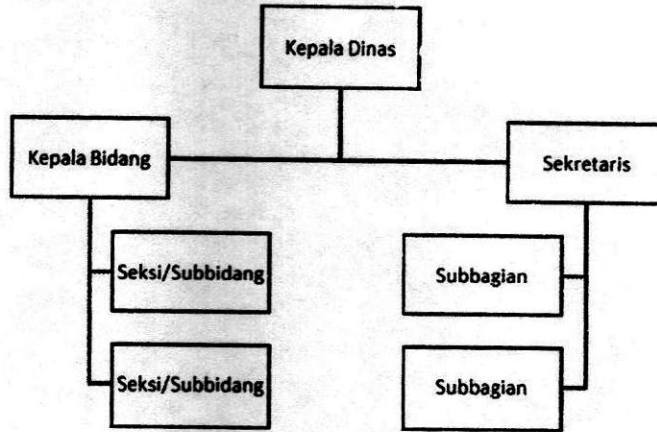 Kepala Dinas
Kepala Bidang
Sekretaris
Seksi/Subbidang
Subbagian
Seksi/Subbidang
Subbagian